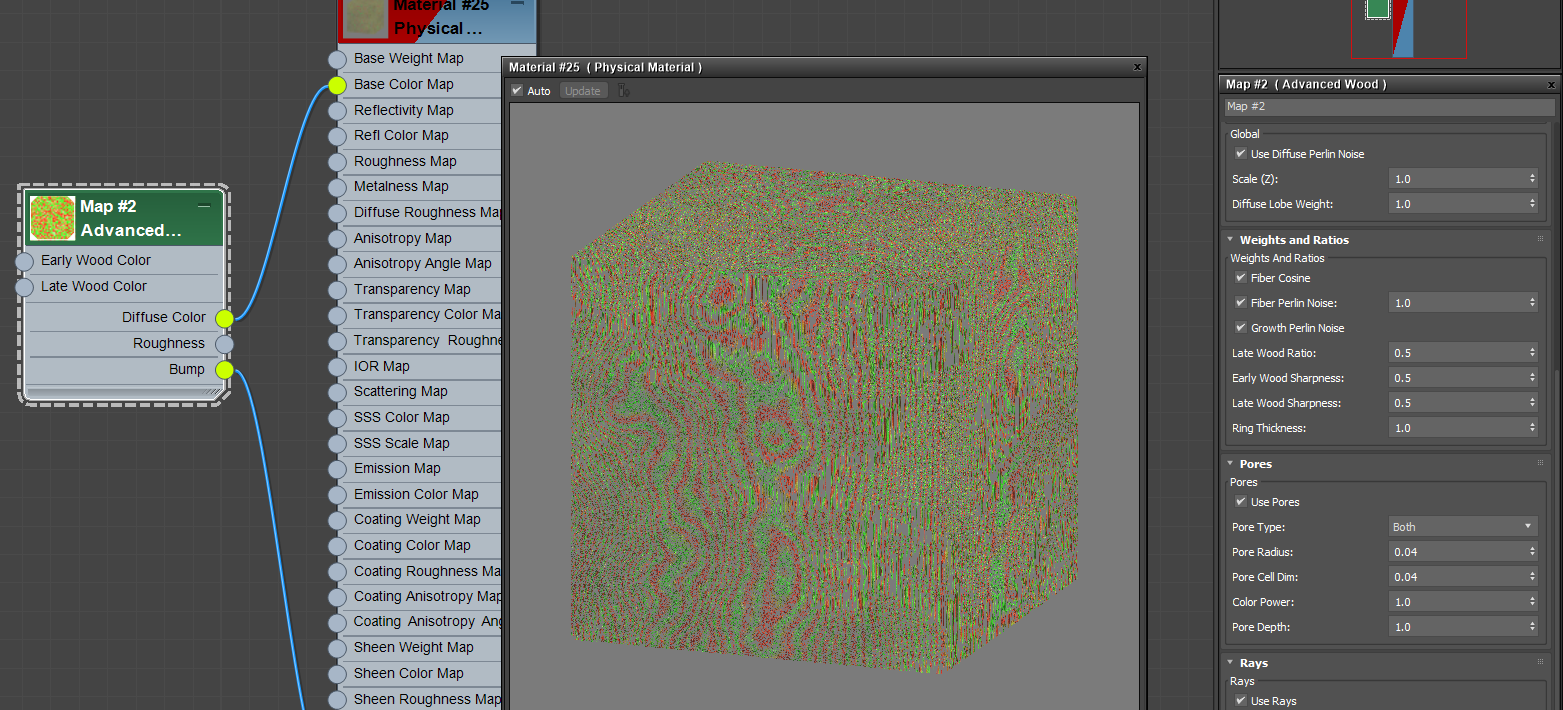 Material #25
Physical ...
Base Weight Map
Base Color Map
Reflectivity Map
Refl Color Map
Roughness Map
Metalness Map
Diffuse Roughness Map
Anisotropy Map
Anisotropy Angle Map
Transparency Map
Transparency Color Ma
Transparency Roughne
IOR Map
Scattering Map
SSS Color Map
SSS Scale Map
Emission Map
Emission Color Map
Coating Weight Map
Coating Color Map
Coating Roughness Ma
Coating Anisotropy Map
Coating Anisotropy Ang
Sheen Weight Map
Sheen Color Map
Sheen Roughness Map
Map #2
Advanced...
Early Wood Color
Late Wood Color
Diffuse Color
Roughness
Bump
Material #25 ( Physical Material )
x
Auto
Update
Map #2 ( Advanced Wood )
x
Map #2
Global
Use Diffuse Perlin Noise
Scale (Z): 1.0
Diffuse Lobe Weight: 1.0
Weights and Ratios
Weights And Ratios
Fiber Cosine
Fiber Perlin Noise: 1.0
Growth Perlin Noise
Late Wood Ratio: 0.5
Early Wood Sharpness: 0.5
Late Wood Sharpness: 0.5
Ring Thickness: 1.0
Pores
Pores
Use Pores
Pore Type: Both
Pore Radius: 0.04
Pore Cell Dim: 0.04
Color Power: 1.0
Pore Depth: 1.0
Rays
Rays
Use Rays